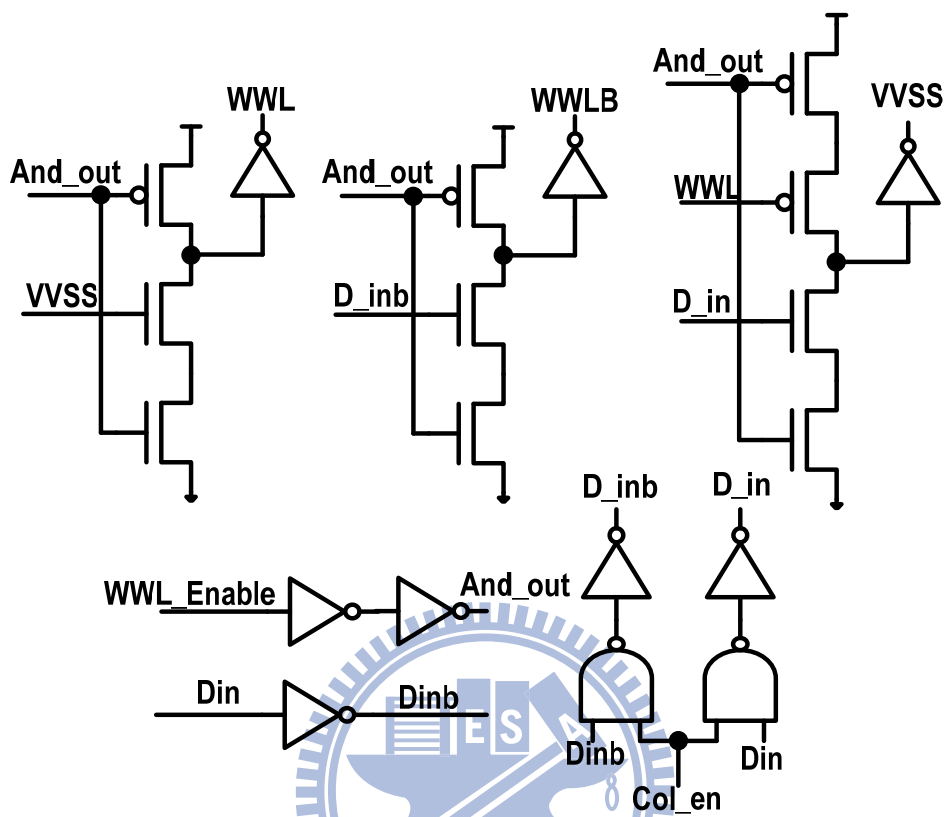 And_out
VVSS
WWL
And_out
D_inb
WWLB
And_out
WWL
D_in
VVSS
WWL_Enable
And_out
Din
Dinb
D_inb
D_in
Dinb
Din
Col_en
E S A
8